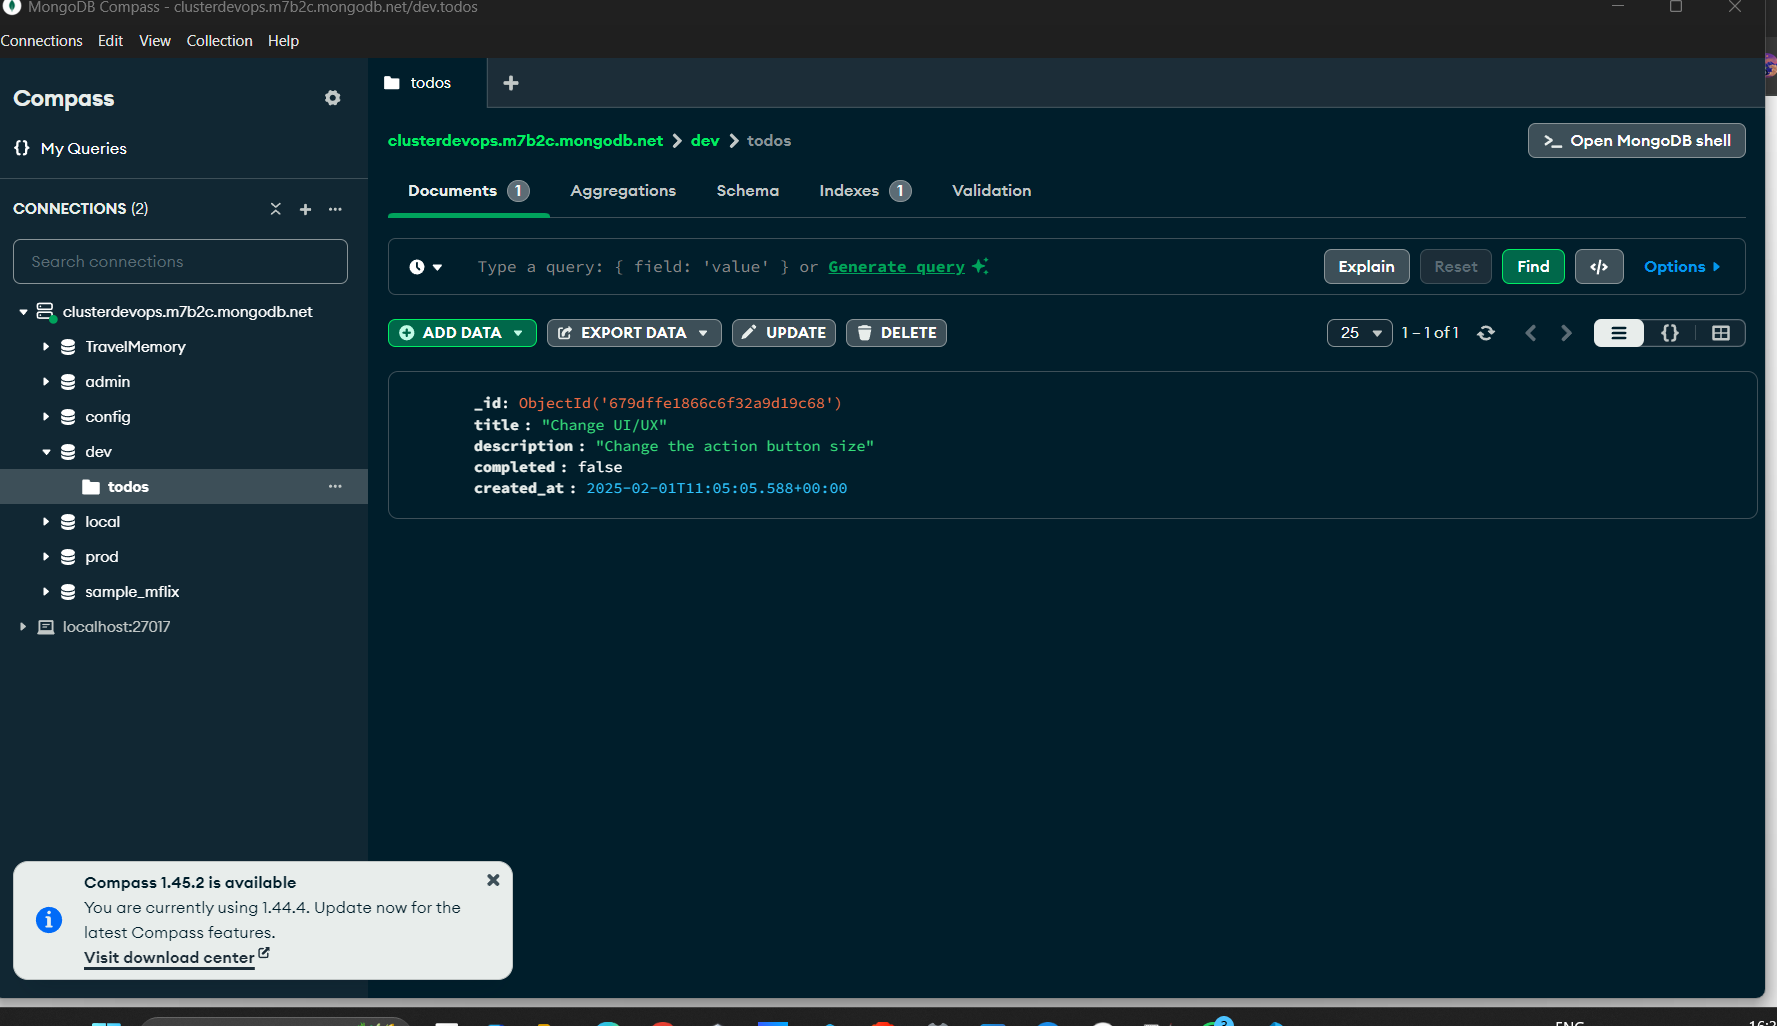 MongoDB Compass - clusterdevops.m7b2c.mongodb.net/dev.todos
Connections Edit View Collection Help
Compass
{} My Queries
CONNECTIONS (2)
Search connections
clusterdevops.m7b2c.mongodb.net
TravelMemory
admin
config
dev
todos
local
prod
sample_mflix
localhost:27017
todos
clusterdevops.m7b2c.mongodb.net > dev > todos
>_ Open MongoDB shell
Documents 1 Aggregations Schema Indexes 1 Validation
Type a query: { field: 'value' } or Generate query
Explain Reset Find </> Options
ADD DATA EXPORT DATA UPDATE DELETE
25 1 – 1 of 1 {}
_id: ObjectId('679dffe1866c6f32a9d19c68')
title : "Change UI/UX"
description : "Change the action button size"
completed : false
created_at : 2025-02-01T11:05:05.588+00:00
Compass 1.45.2 is available
You are currently using 1.44.4. Update now for the
latest Compass features.
Visit download center
ENG